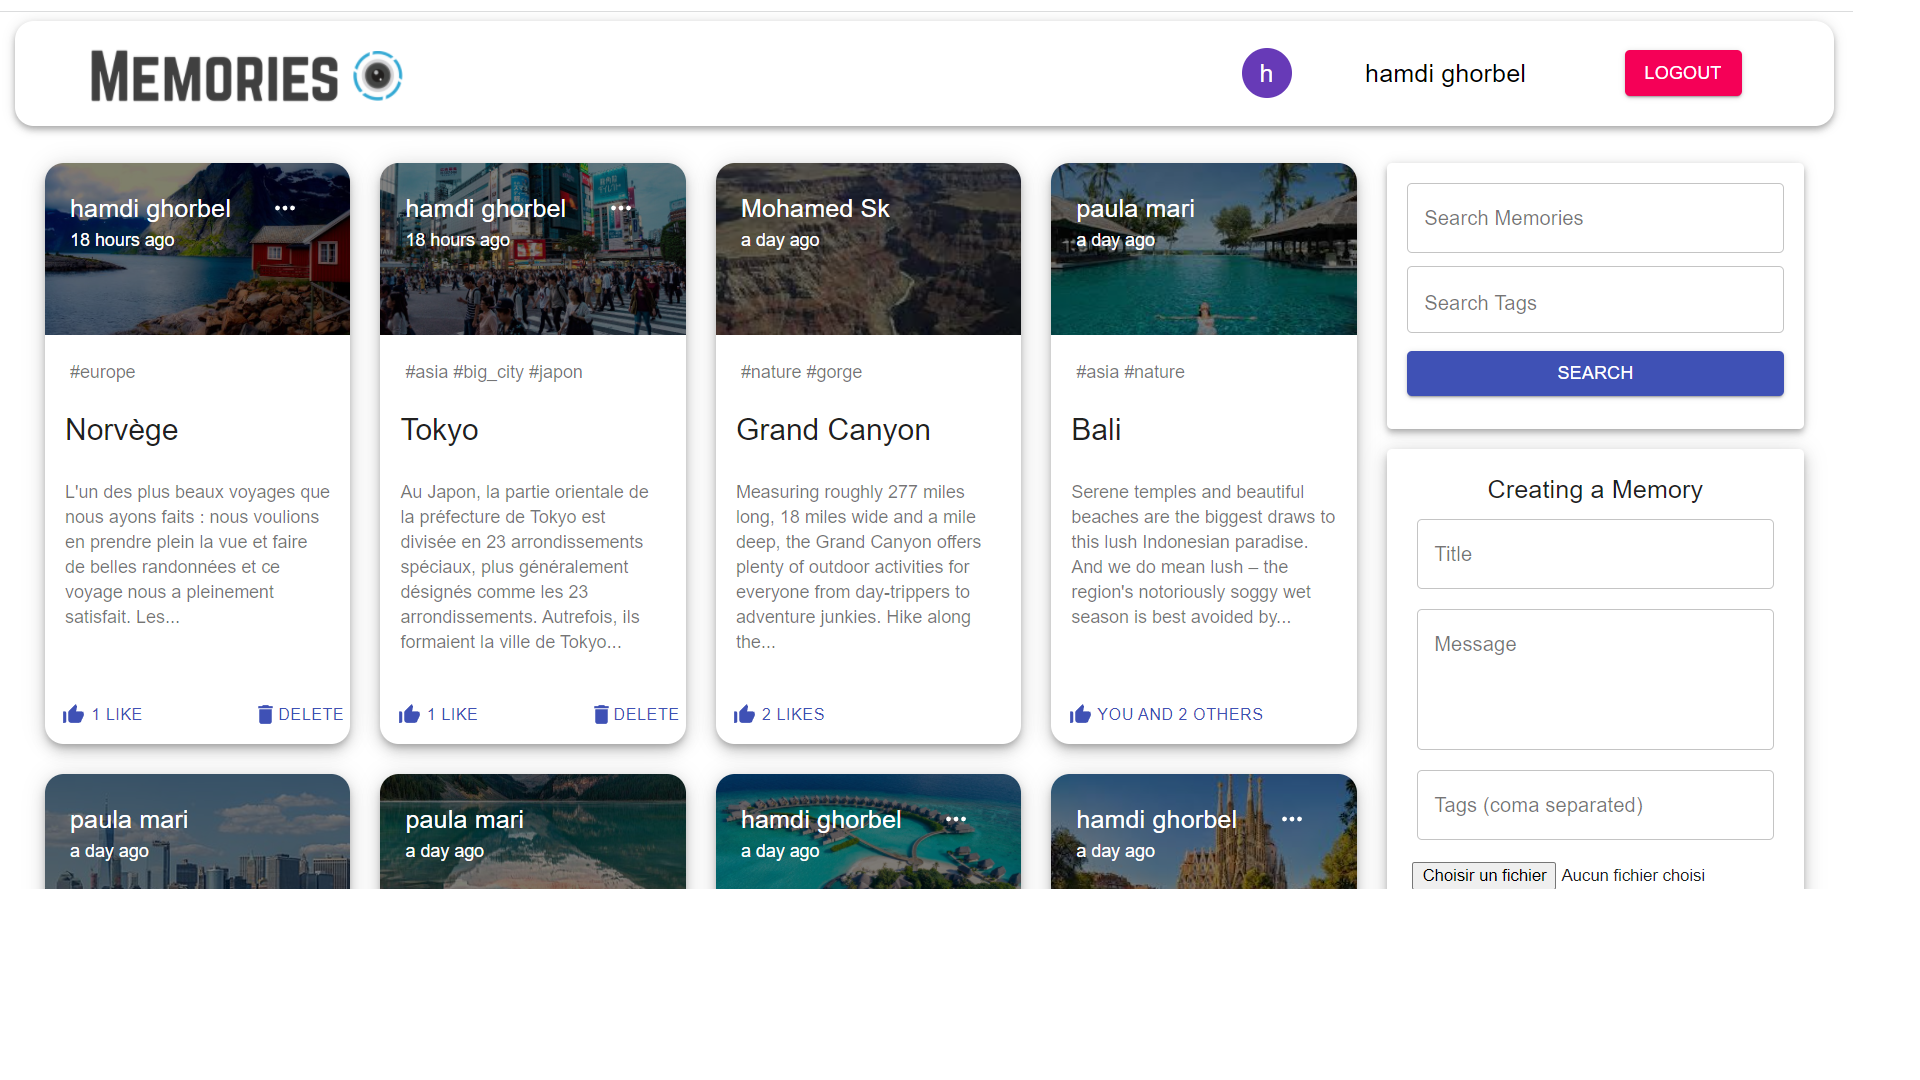 MEMORIES
h
hamdi ghorbel
LOGOUT
hamdi ghorbel
18 hours ago
#europe
Norvège
L'un des plus beaux voyages que
nous ayons faits : nous voulions
en prendre plein la vue et faire
de belles randonnées et ce
voyage nous a pleinement
satisfait. Les...
1 LIKE
DELETE
hamdi ghorbel
18 hours ago
#asia #big_city #japon
Tokyo
Au Japon, la partie orientale de
la préfecture de Tokyo est
divisée en 23 arrondissements
spéciaux, plus généralement
désignés comme les 23
arrondissements. Autrefois, ils
formaient la ville de Tokyo...
1 LIKE
DELETE
Mohamed Sk
a day ago
#nature #gorge
Grand Canyon
Measuring roughly 277 miles
long, 18 miles wide and a mile
deep, the Grand Canyon offers
plenty of outdoor activities for
everyone from day-trippers to
adventure junkies. Hike along
the...
2 LIKES
paula mari
a day ago
#asia #nature
Bali
Serene temples and beautiful
beaches are the biggest draws to
this lush Indonesian paradise.
And we do mean lush – the
region's notoriously soggy wet
season is best avoided by...
YOU AND 2 OTHERS
paula mari
a day ago
paula mari
a day ago
hamdi ghorbel
a day ago
hamdi ghorbel
a day ago
Search Memories
Search Tags
SEARCH
Creating a Memory
Title
Message
Tags (coma separated)
Choisir un fichier Aucun fichier choisi